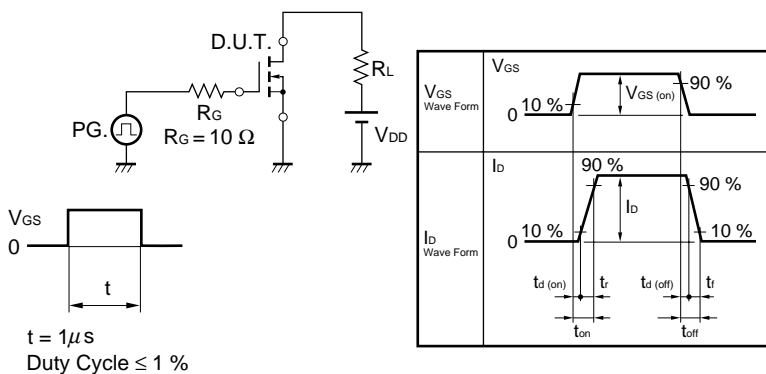 D.U.T.
RL
RG
PG.
RG = 10 Ω
VDD
VGS
0
t
t = 1μs
Duty Cycle ≤ 1 %
VGS
Wave Form
VGS
90 %
VGS (on)
10 %
0
ID
Wave Form
ID
90 %
90 %
ID
10 %
0
10 %
td (on)
tr
td (off)
tf
ton
toff